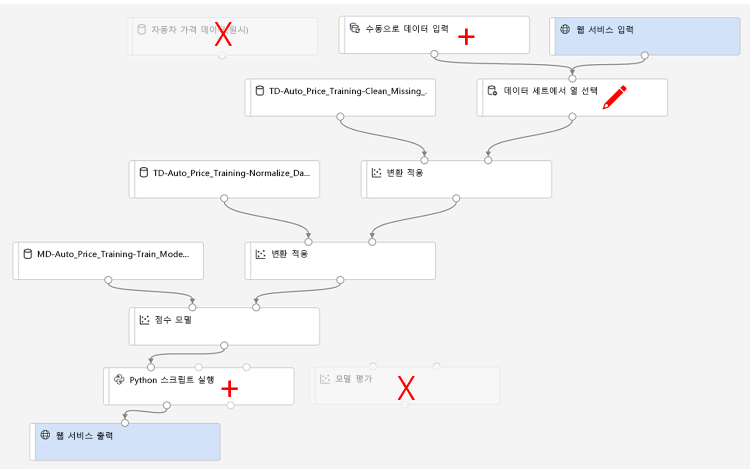 자동차 가격 데이터(원시)
수동으로 데이터 입력
웹 서비스 입력
TD-Auto_Price_Training-Clean_Missing_..
데이터 세트에서 열 선택
TD-Auto_Price_Training-Normalize_Da...
변환 적용
MD-Auto_Price_Training-Train_Mode...
변환 적용
점수 모델
Python 스크립트 실행
모델 평가
웹 서비스 출력